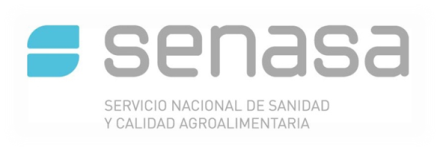 senasa
SERVICIO NACIONAL DE SANIDAD
Y CALIDAD AGROALIMENTARIA